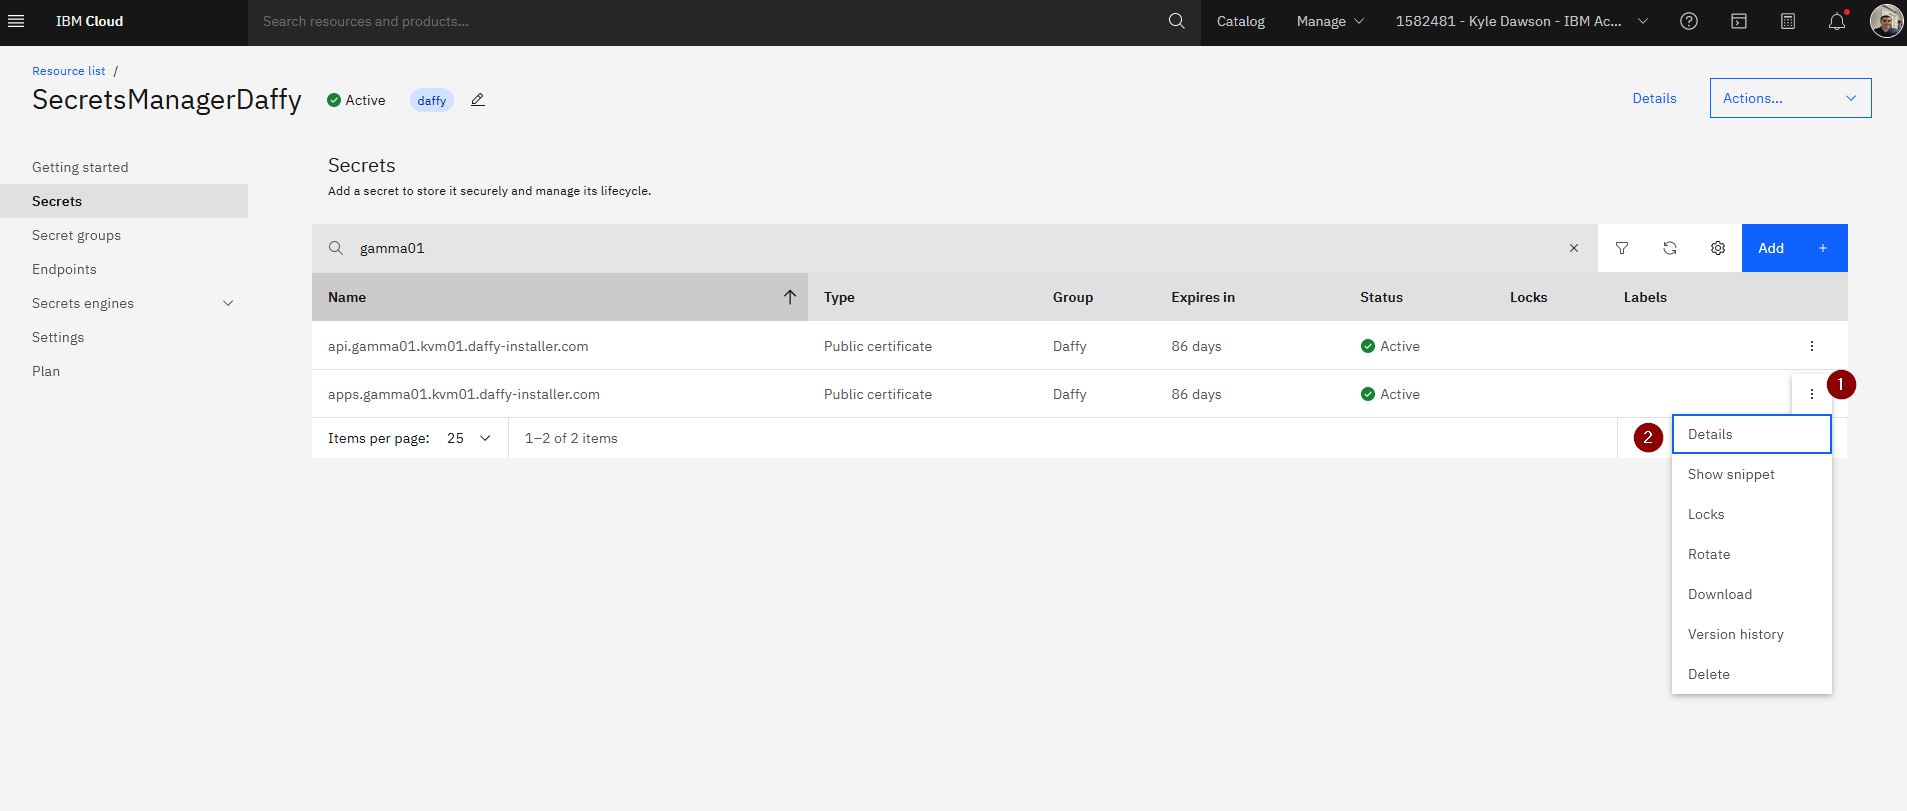 IBM Cloud
Search resources and products...
Catalog
Manage
1582481 - Kyle Dawson - IBM Ac...
Resource list /
SecretsManagerDaffy
Active
daffy
Details
Actions...
Getting started
Secrets
Secret groups
Endpoints
Secrets engines
Settings
Plan
Secrets
Add a secret to store it securely and manage its lifecycle.
gamma01
Add +
Name Type Group Expires in Status Locks Labels
api.gamma01.kvm01.daffy-installer.com Public certificate Daffy 86 days Active
apps.gamma01.kvm01.daffy-installer.com Public certificate Daffy 86 days Active
1
Items per page: 25 1–2 of 2 items
2
Details
Show snippet
Locks
Rotate
Download
Version history
Delete